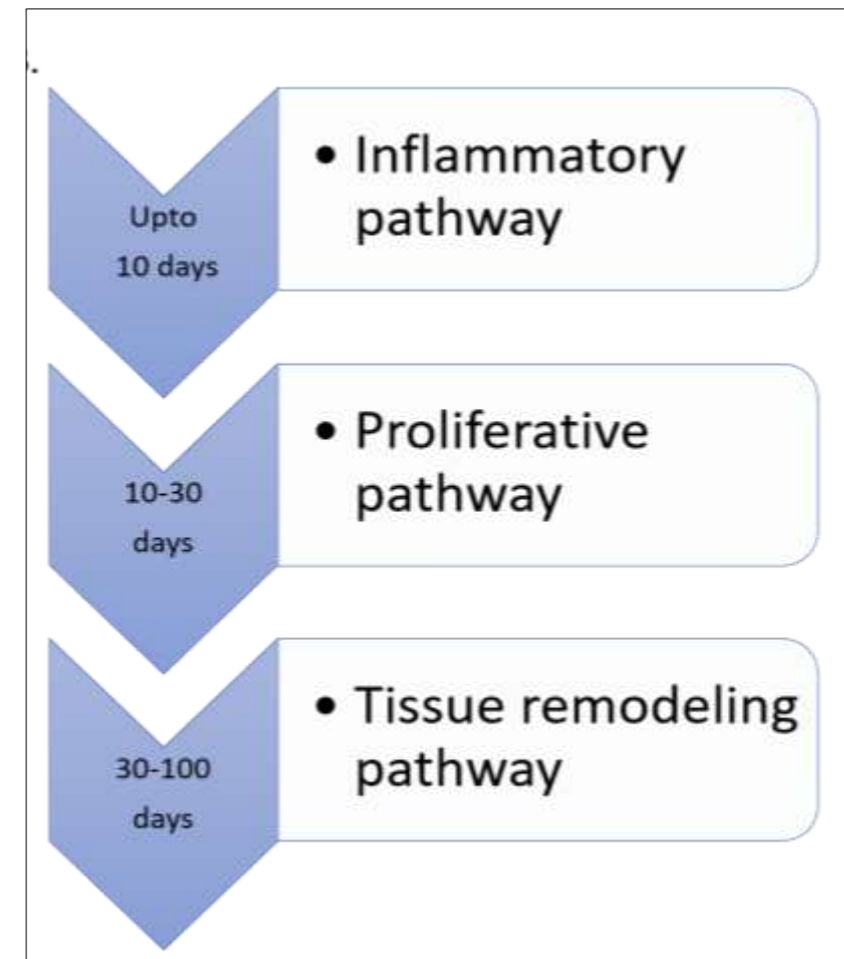 Upto
10 days
• Inflammatory
pathway
10-30
days
• Proliferative
pathway
30-100
days
• Tissue remodeling
pathway